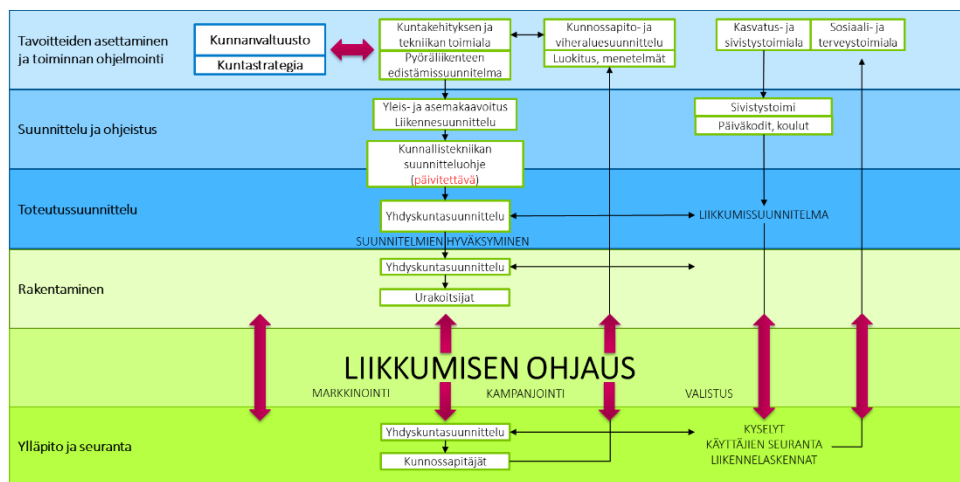 Tavoitteiden asettaminen
ja toiminnan ohjelmointi
Kunnanvaltuusto
Kuntastrategia
Kuntakehityksen ja
tekniikan toimiala
Pyöräliikenteen
edistämissuunnitelma
Kunnossapito- ja
viheraluesuunnittelu
Luokitus, menetelmät
Kasvatus- ja
sivistystoimiala
Sosiaali- ja
terveystoimiala
Suunnittelu ja ohjeistus
Yleis- ja asemakaavoitus
Liikennesuunnittelu
Sivistystoimi
Päiväkodit, koulut
Kunnallistekniikan
suunnitteluohje
(päivitettävä)
Toteutussuunnittelu
Yhdyskuntasuunnittelu
LIIKKUMISSUUNNITELMA
SUUNNITELMIEN HYVÄKSYMINEN
Rakentaminen
Yhdyskuntasuunnittelu
Urakoitsijat
LIIKKUMISEN OHJAUS
MARKKINOINTI
KAMPANJOINTI
VALISTUS
Ylläpito ja seuranta
Yhdyskuntasuunnittelu
Kunnossapitäjät
KYSELYT
KÄYTTÄJIEN SEURANTA
LIIKENNELASKENNAT